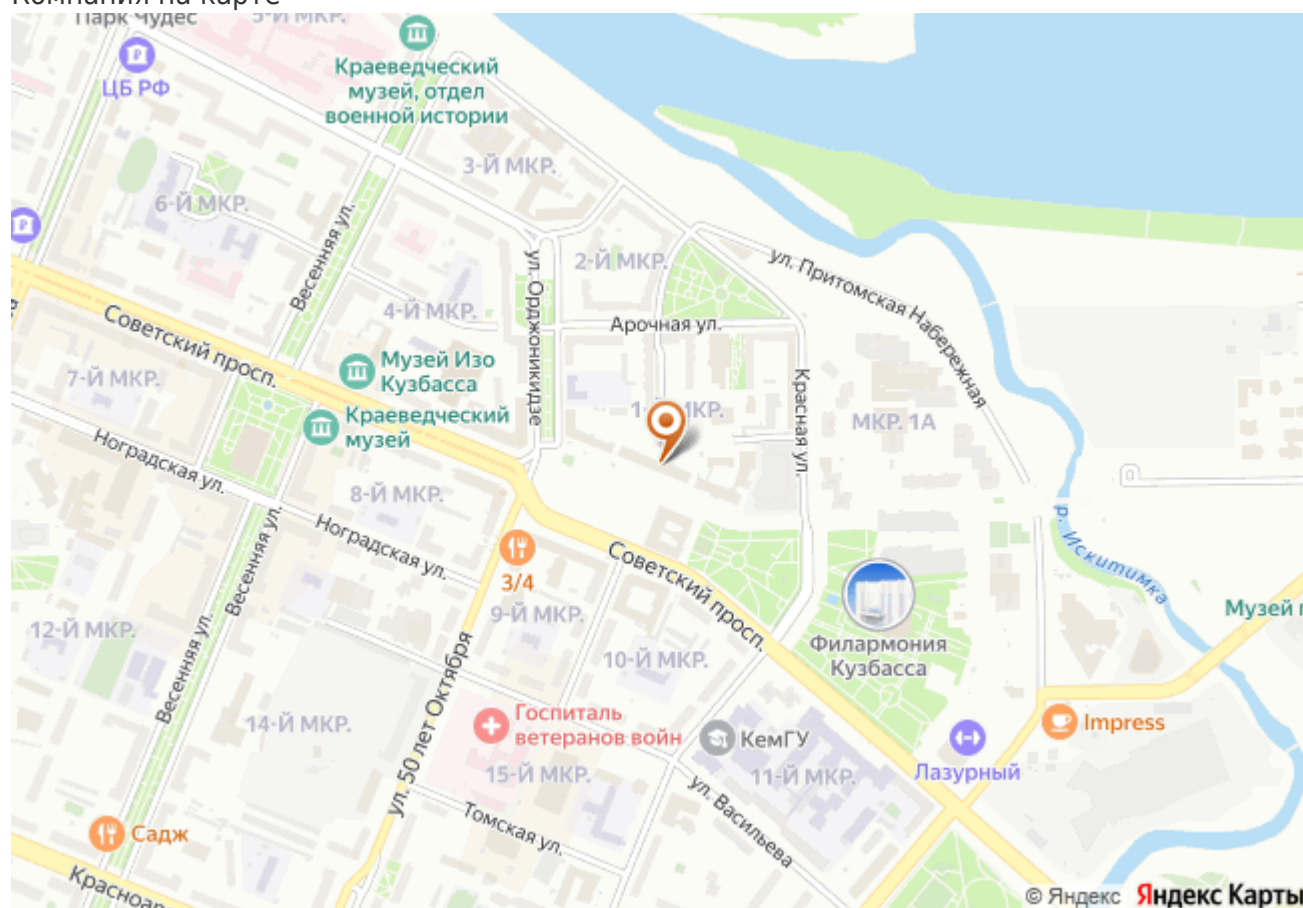 Компания на карте
Парк Чудес
5-Й МКР.
ЦБ РФ
Краеведческий
музей, отдел
военной истории
3-Й МКР.
6-Й МКР.
Весенняя ул.
ул. Орджоникидзе
2-Й МКР.
ул. Притомская Набережная
4-Й МКР.
Арочная ул.
Советский просп.
Музей Изо
Кузбасса
7-Й МКР.
Краеведческий
музей
Красная ул.
МКР. 1А
Ноградская ул.
8-Й МКР.
Ноградская ул.
Весенняя ул.
3/4
Советский просп.
р. Искитимка
9-Й МКР.
12-Й МКР.
Весенняя ул.
10-Й МКР.
Филармония
Кузбасса
Музей
14-Й МКР.
ул. 50 лет Октября
Госпиталь
ветеранов войн
КемГУ
Impress
15-Й МКР.
11-Й МКР.
Лазурный
ул. Васильева
Томская ул.
Садж
© Яндекс Яндекс Карты